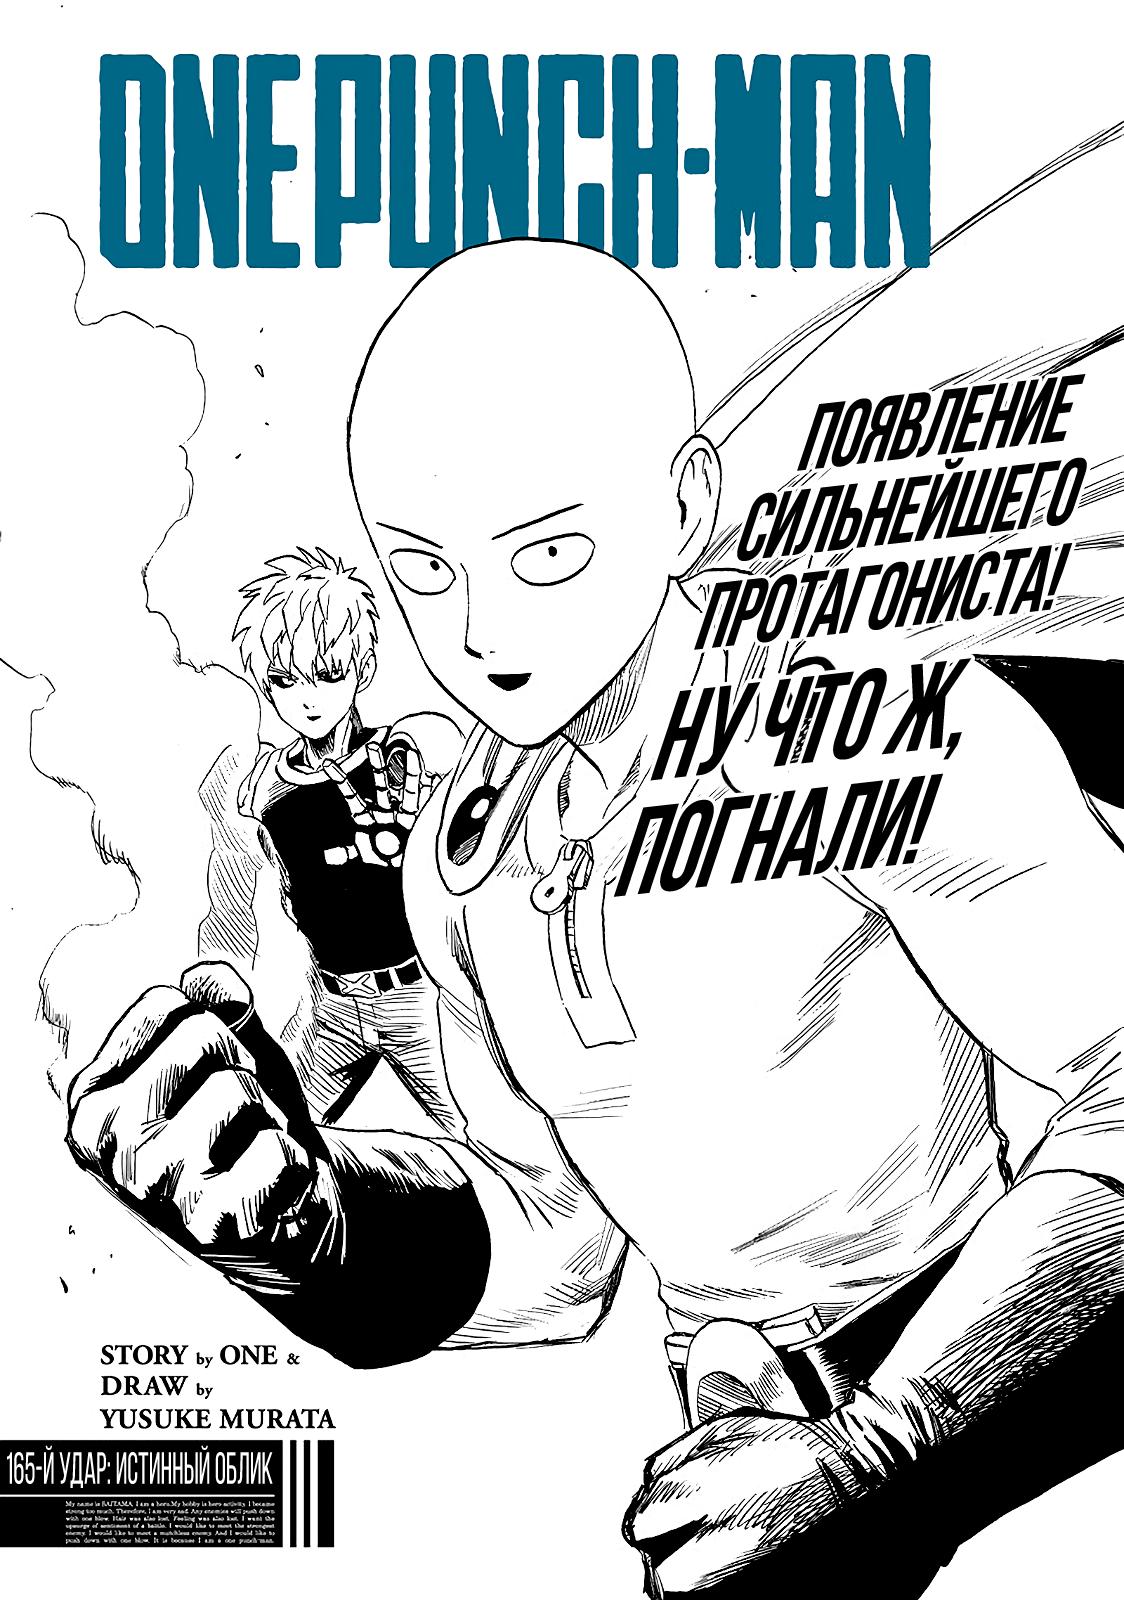 ONE PUNCH-MAN
ПОЯВЛЕНИЕ
СИЛЬНЕЙШЕГО
ПРОТАГОНИСТА!
НУ ЧТО Ж,
ПОГНАЛИ!
STORY by ONE &
DRAW by
YUSUKE MURATA
165-Й УДАР: ИСТИННЫЙ ОБЛИК
My name is SAITAMA. I am a hero.My hobby is hero activity. I became
strong too much. Therefore, I am very sad. Any enemies will push down
with one blow. Hair was also lost. Feeling was also lost. I want the
upsurge of sentiment of a battle. I would like to meet the strongest
enemy. I would like to meet a matchless enemy. And I would like to
push down with one blow. It is because I am a one punch-man.